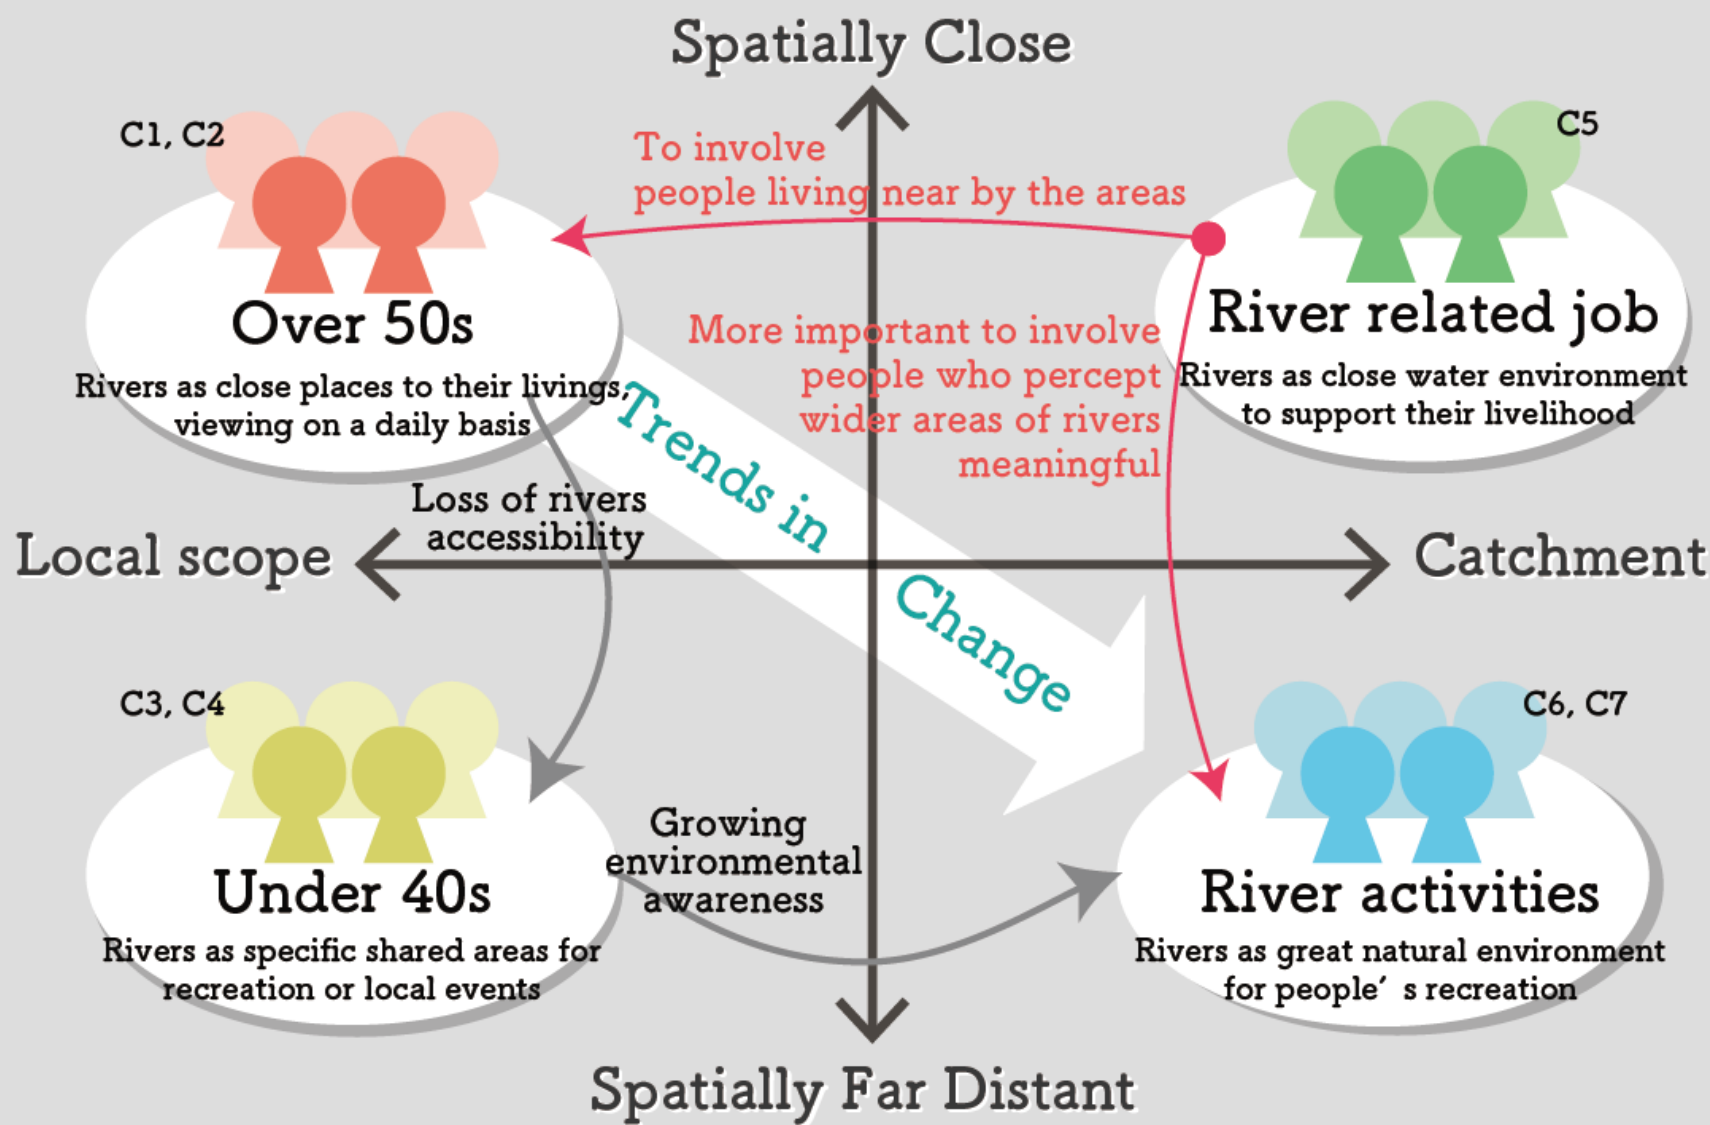 Spatially Close
C1, C2
C5
To involve
people living near by the areas
Over 50s
Rivers as close places to their livings,
viewing on a daily basis
River related job
Rivers as close water environment
to support their livelihood
More important to involve
people who percept
wider areas of rivers
meaningful
Trends in
Change
Loss of rivers
accessibility
Local scope
Catchment
C3, C4
C6, C7
Growing
environmental
awareness
Under 40s
Rivers as specific shared areas for
recreation or local events
River activities
Rivers as great natural environment
for people’ s recreation
Spatially Far Distant